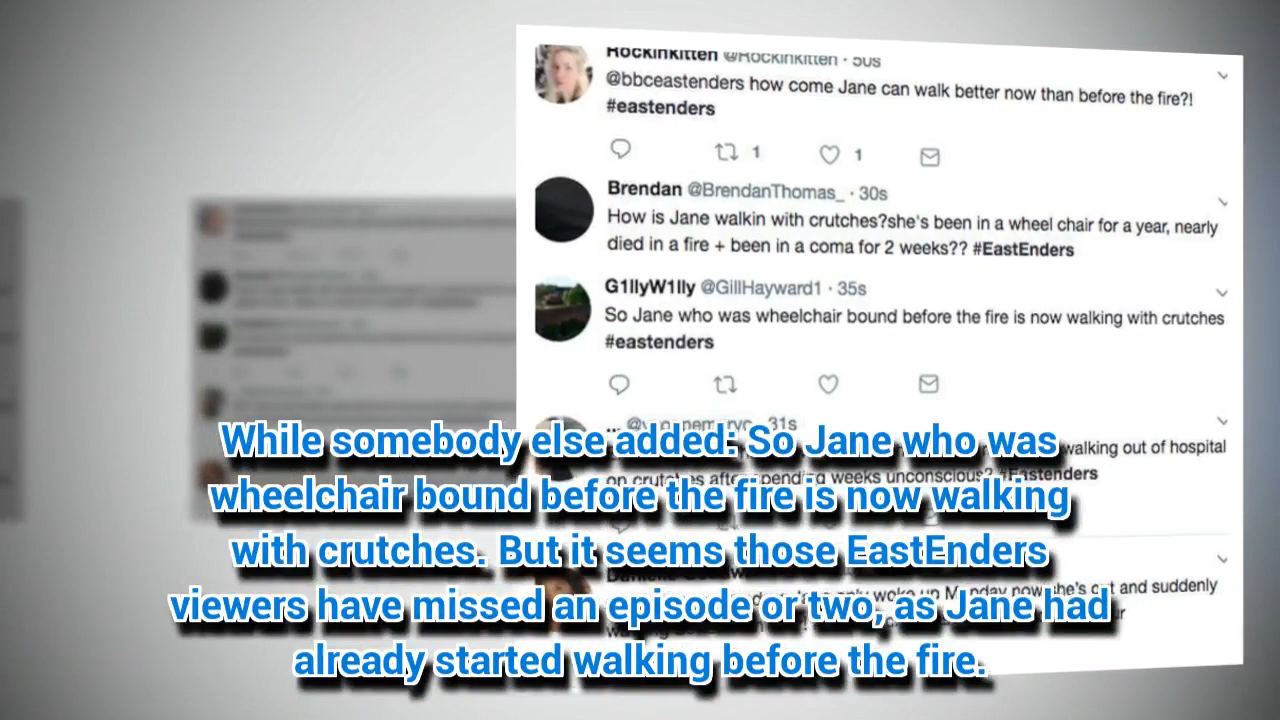 Rockinkitten @Rockinkitten · 50s
@bbceastenders how come Jane can walk better now than before the fire?!
#eastenders
1 1
Brendan @BrendanThomas_ · 30s
How is Jane walkin with crutches?she's been in a wheel chair for a year, nearly
died in a fire + been in a coma for 2 weeks?? #EastEnders
G1llyW1lly @GillHayward1 · 35s
So Jane who was wheelchair bound before the fire is now walking with crutches
#eastenders
31s
walking out of hospital
on crutches after spending weeks unconscious? #Eastenders
woke up Monday now she's out and suddenly
While somebody else added: So Jane who was
wheelchair bound before the fire is now walking
with crutches. But it seems those EastEnders
viewers have missed an episode or two, as Jane had
already started walking before the fire.